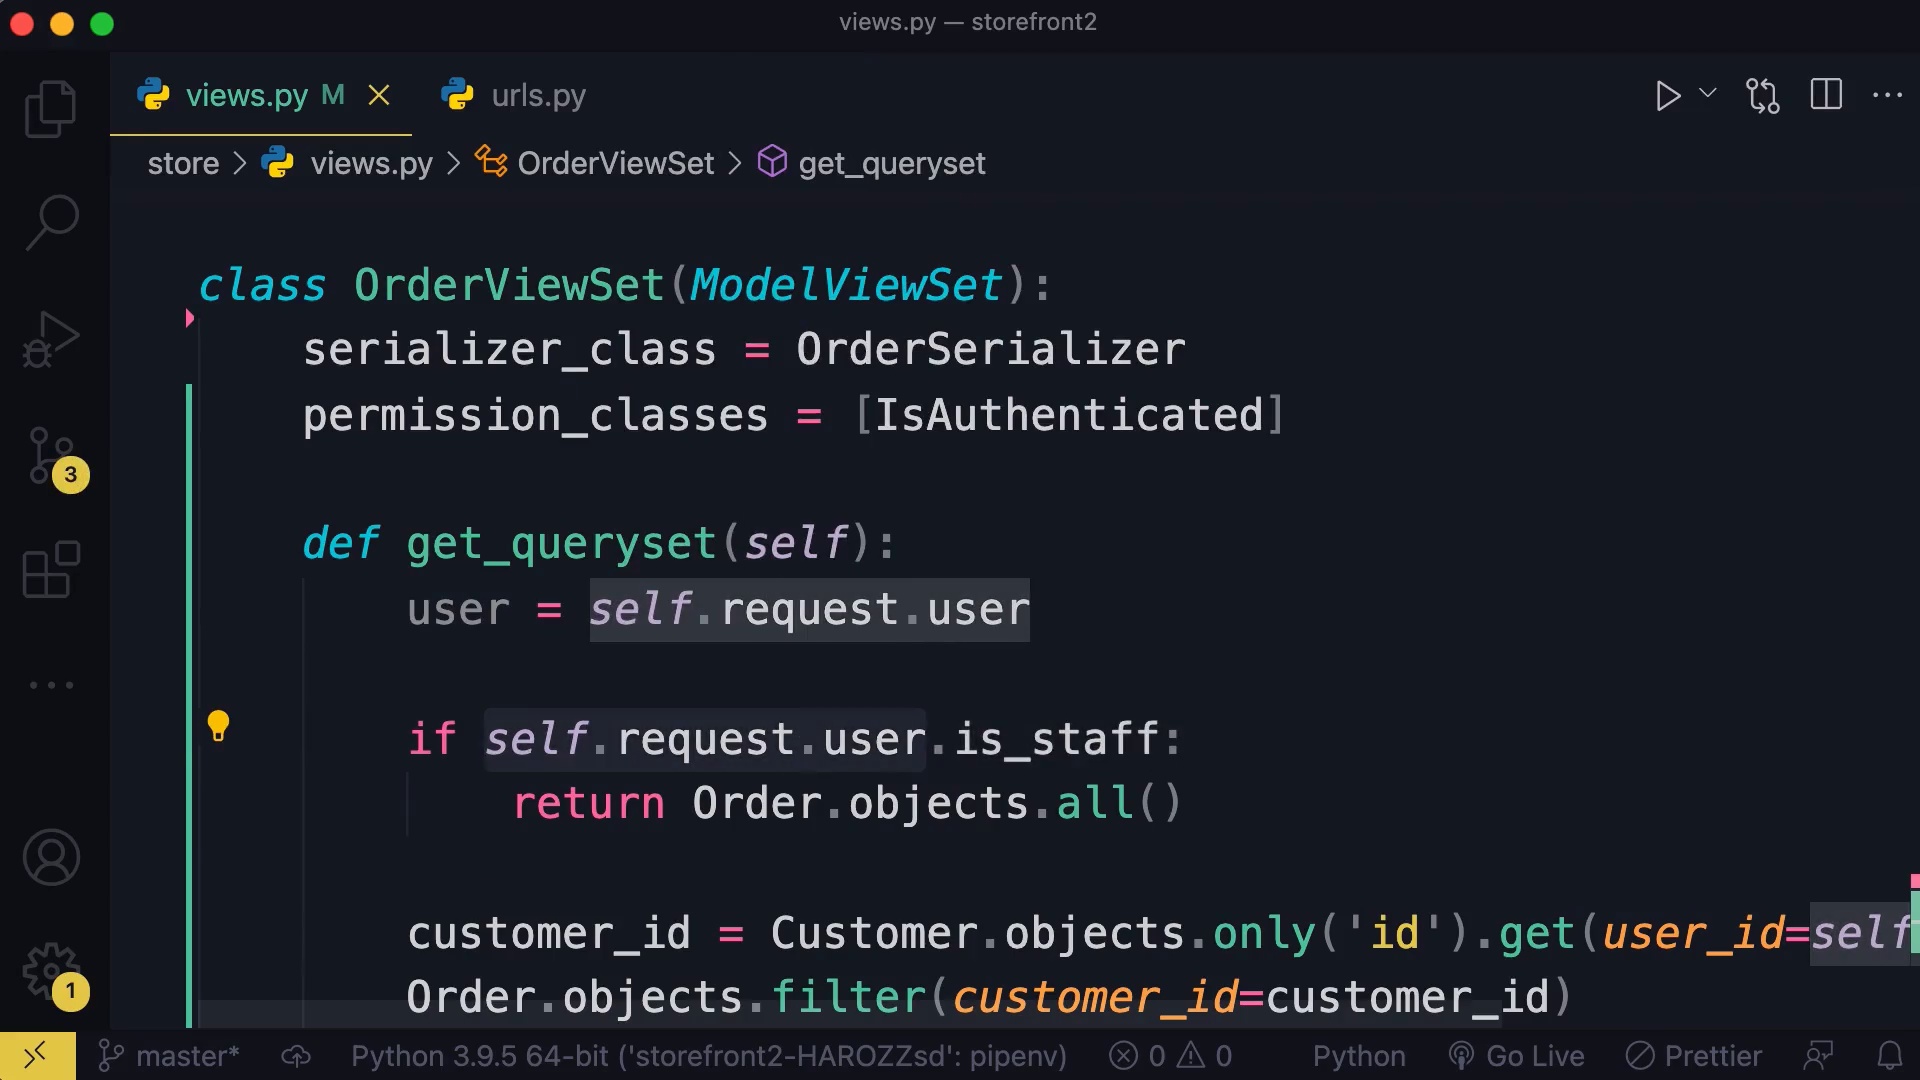 views.py — storefront2
views.py M urls.py
store > views.py > OrderViewSet > get_queryset
class OrderViewSet(ModelViewSet):
serializer_class = OrderSerializer
permission_classes = [IsAuthenticated]
def get_queryset(self):
user = self.request.user
if self.request.user.is_staff:
return Order.objects.all()
customer_id = Customer.objects.only('id').get(user_id=self
Order.objects.filter(customer_id=customer_id)
3
1
master* Python 3.9.5 64-bit ('storefront2-HAROZZsd': pipenv) 0 0 Python Go Live Prettier